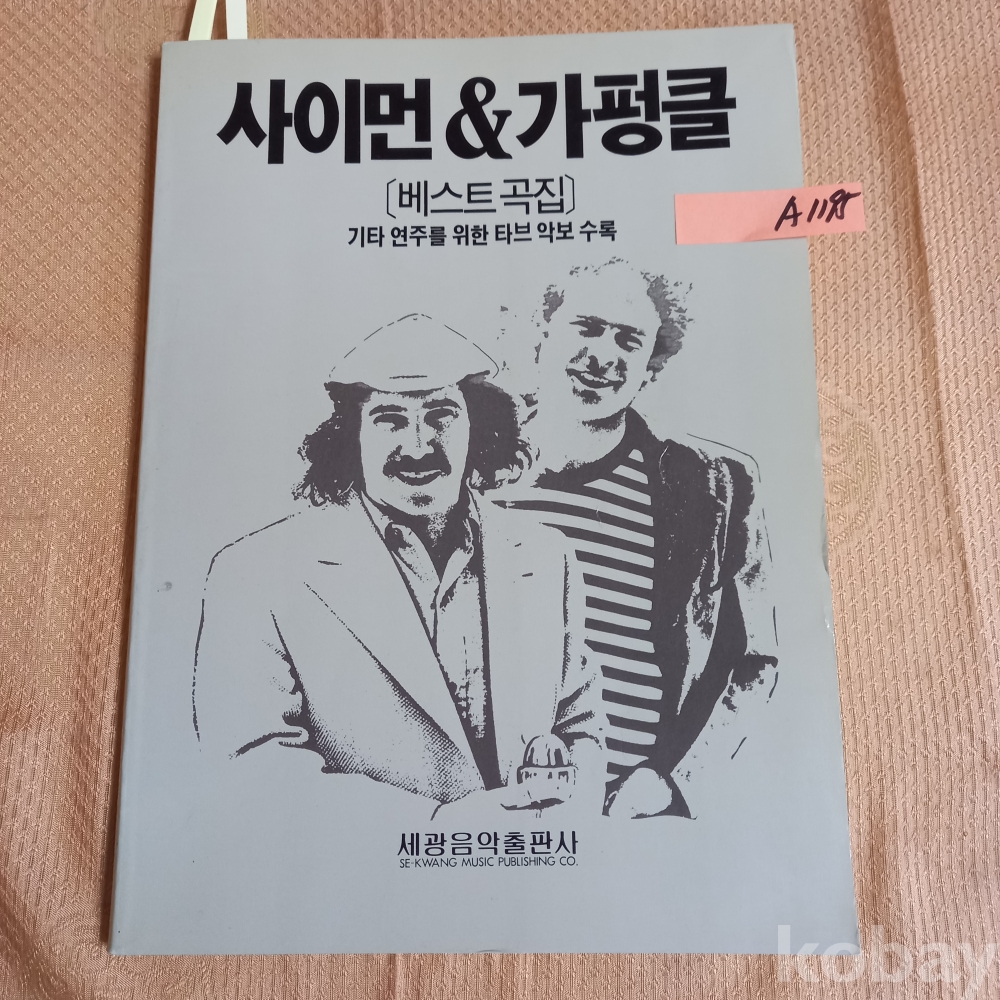 사이먼&가펑클
〔베스트 곡집〕
기타 연주를 위한 타브 악보 수록
A1195
세광음악출판사
SE-KWANG MUSIC PUBLISHING CO.
kobay